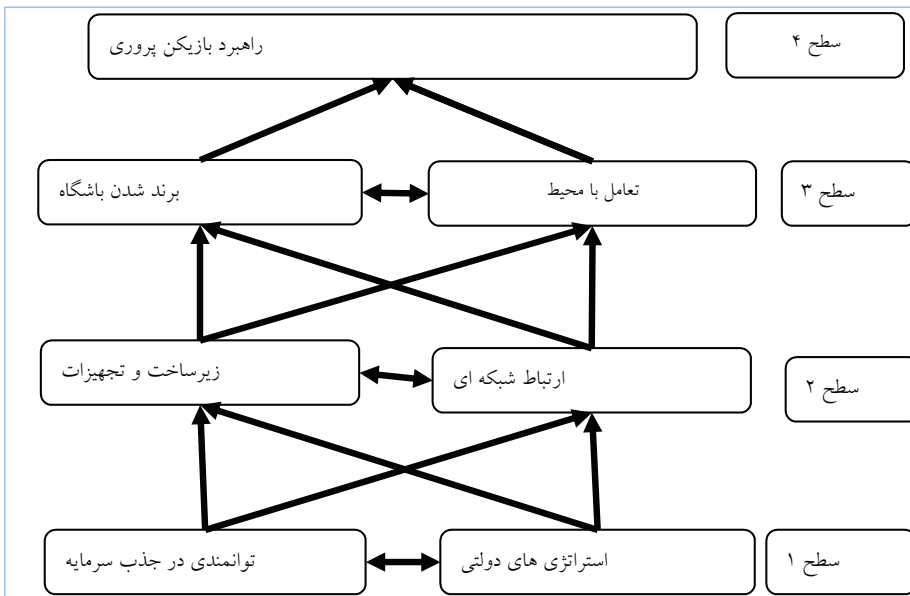 سطح ۴
راهبرد بازیکن پروری
سطح ۳
تعامل با محیط
برند شدن باشگاه
سطح ۲
ارتباط شبکه ای
زیرساخت و تجهیزات
سطح ۱
استراتژی های دولتی
توانمندی در جذب سرمایه